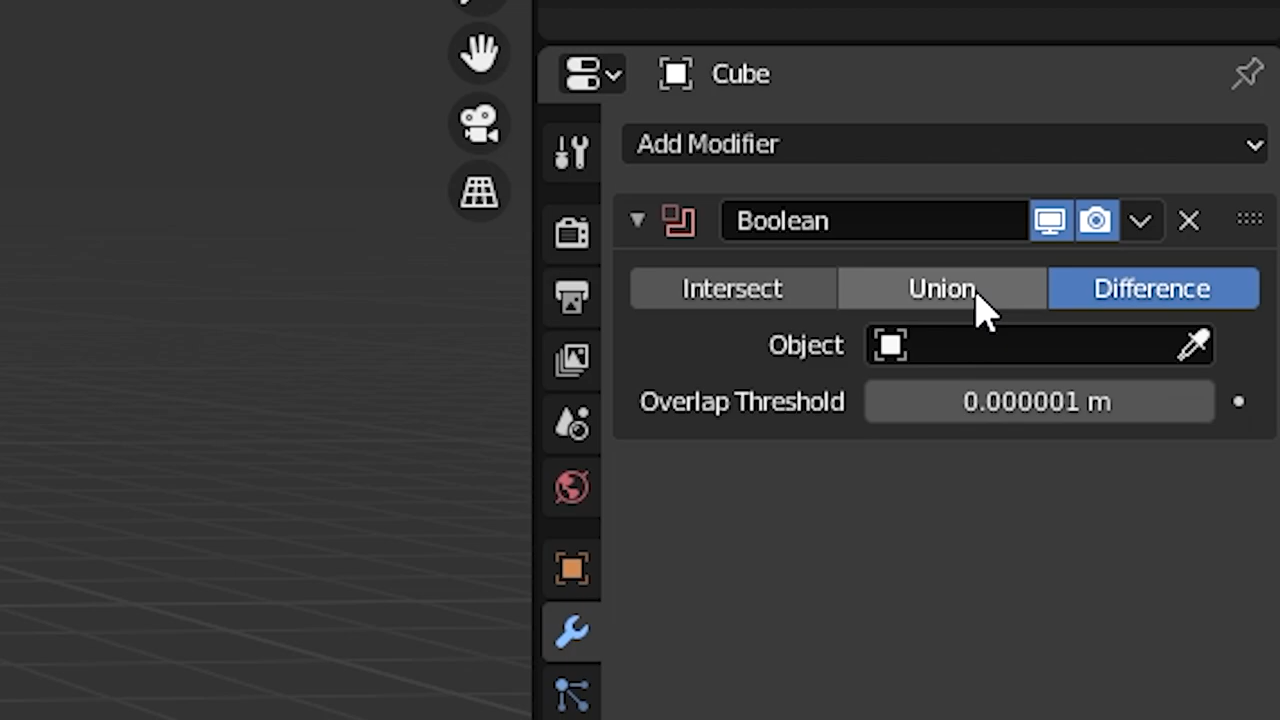 Cube
Add Modifier
Boolean
Intersect Union Difference
Object
Overlap Threshold 0.000001 m